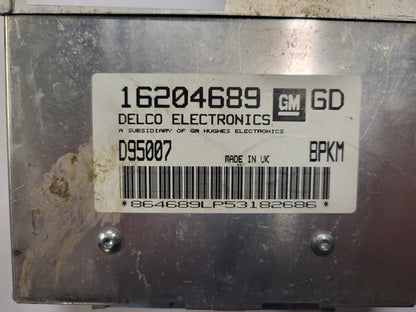 16204689 GM GD
DELCO ELECTRONICS
A SUBSIDIARY OF GM HUGHES ELECTRONICS
D95007 MADE IN UK BPKM
*864689LP53182686*